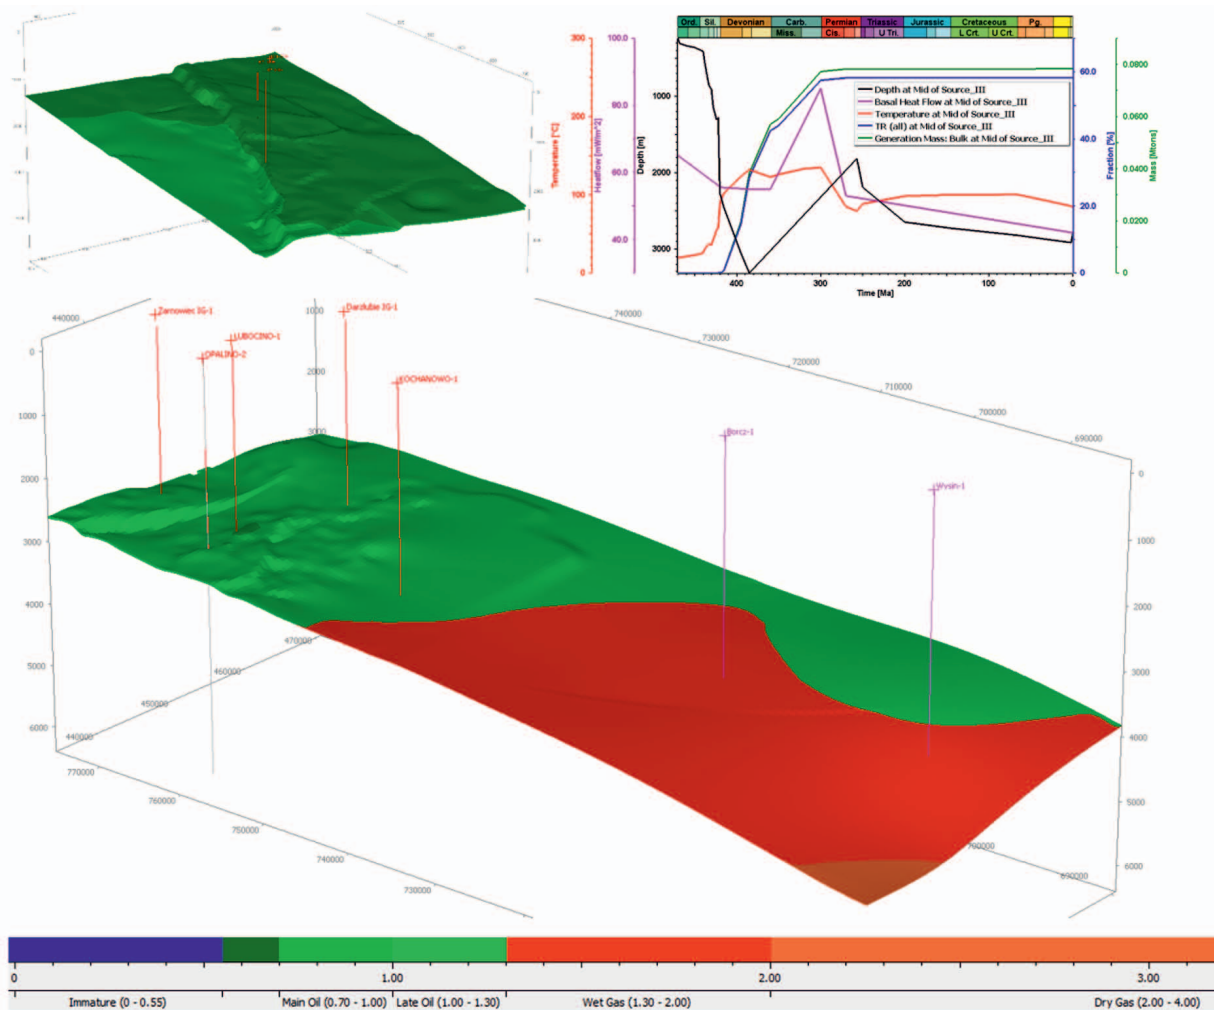 Ord. Sil. Devonian Carb. Permian Triassic Jurassic Cretaceous Pg.
Miss. Cis. U Tri. L Crt. U Crt.
300 100.0
200 80.0
100 60.0
0 40.0
Temperature [°C]
Heatflow [mW/m^2]
Depth [m]
1000
2000
3000
Depth at Mid of Source_III
Basal Heat Flow at Mid of Source_III
Temperature at Mid of Source_III
TR (all) at Mid of Source_III
Generation Mass: Bulk at Mid of Source_III
60.0
40.0
20.0
0
Fraction [%]
0.0800
0.0600
0.0400
0.0200
0
Mass [Mtons]
400 300 200 100 0
Time [Ma]
Zarnowiec IG-1
LUBOCINO-1
OPALINO-2
Darzlubie IG-1
KOCHANOWO-1
Borcz-1
Wysin-1
440000
1000
2000
3000
740000
730000
720000
710000
700000
690000
0
1000
2000
3000
4000
5000
6000
0
1000
2000
3000
4000
5000
6000
470000
460000
450000
440000
770000
760000
750000
740000
730000
700000
690000
0 1.00 2.00 3.00
Immature (0 - 0.55) Main Oil (0.70 - 1.00) Late Oil (1.00 - 1.30) Wet Gas (1.30 - 2.00) Dry Gas (2.00 - 4.00)